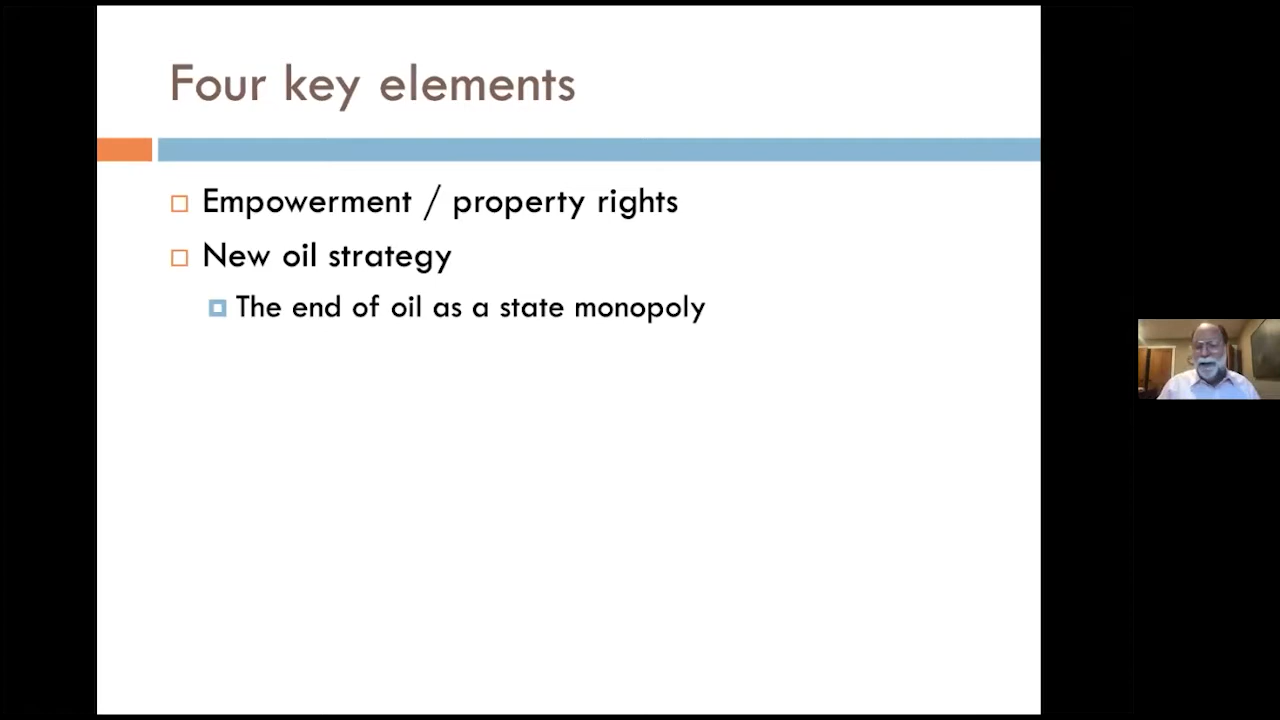 Four key elements
Empowerment / property rights
New oil strategy
The end of oil as a state monopoly